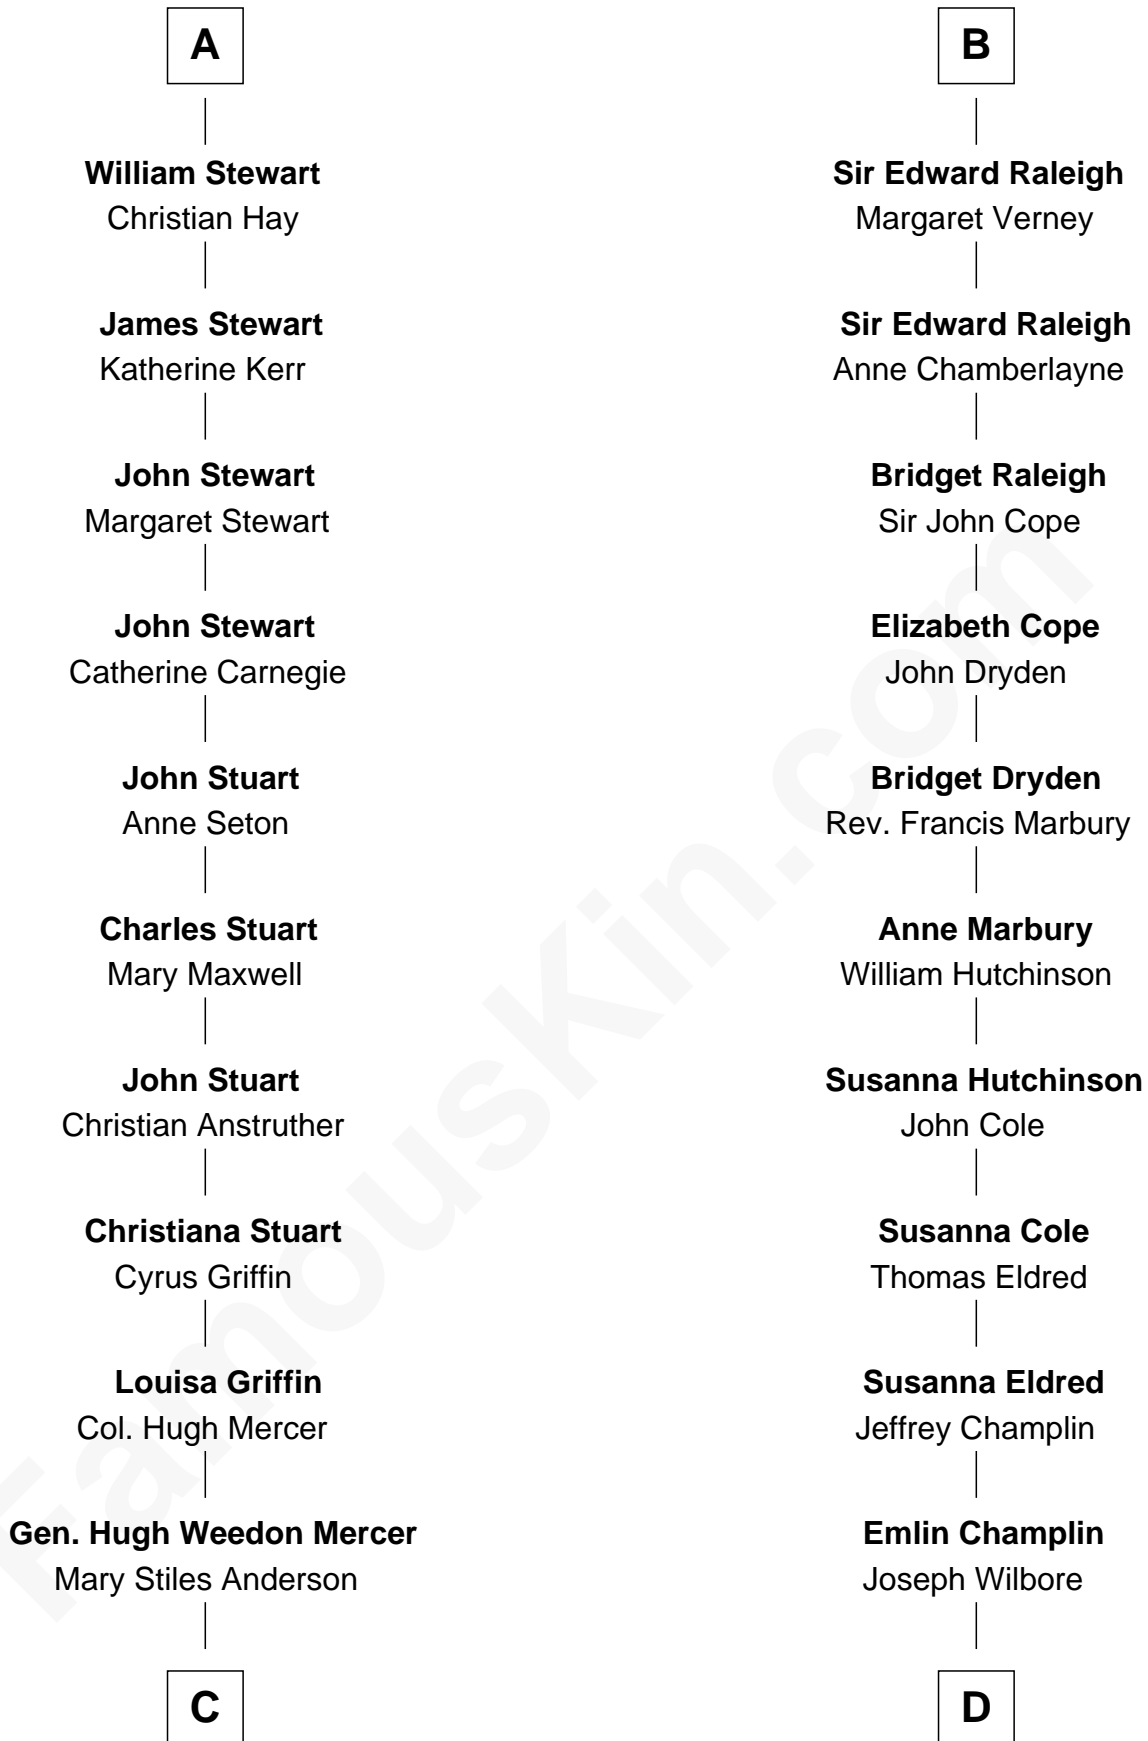 A
William Stewart
Christian Hay
James Stewart
Katherine Kerr
John Stewart
Margaret Stewart
John Stewart
Catherine Carnegie
John Stuart
Anne Seton
Charles Stuart
Mary Maxwell
John Stuart
Christian Anstruther
Christiana Stuart
Cyrus Griffin
Louisa Griffin
Col. Hugh Mercer
Gen. Hugh Weedon Mercer
Mary Stiles Anderson
C
B
Sir Edward Raleigh
Margaret Verney
Sir Edward Raleigh
Anne Chamberlayne
Bridget Raleigh
Sir John Cope
Elizabeth Cope
John Dryden
Bridget Dryden
Rev. Francis Marbury
Anne Marbury
William Hutchinson
Susanna Hutchinson
John Cole
Susanna Cole
Thomas Eldred
Susanna Eldred
Jeffrey Champlin
Emlin Champlin
Joseph Wilbore
D
FamousKin.com